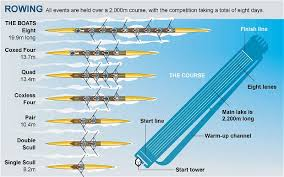 ROWING All events are held over a 2,000m course, with the competition taking a total of eight days.
THE BOATS
Eight
19.9m long
Coxed Four
13.7m
Quad
13.4m
Coxless
Four
Pair
10.4m
Double
Scull
Single Scull
8.2m
THE COURSE
Finish line
Eight lanes
Main lake is
2,200m long
Warm-up channel
Start line
Start tower